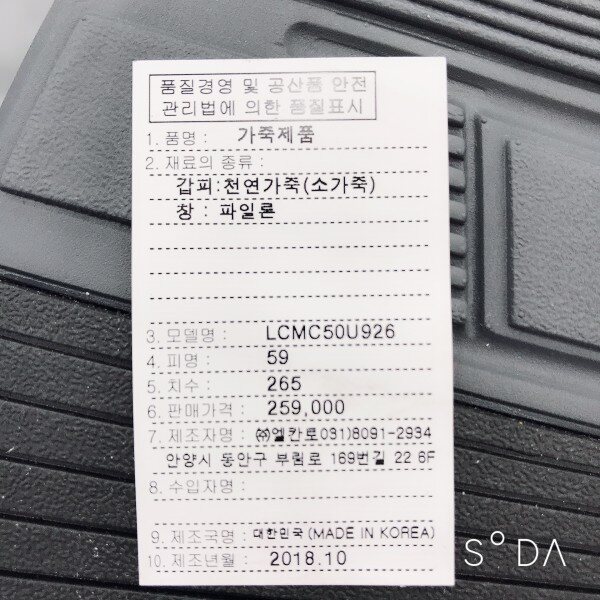 품질경영 및 공산품 안전
관리법에 의한 품질표시
1. 품명 : 가죽제품
2. 재료의 종류 :
갑피:천연가죽(소가죽)
창 : 파일론
3. 모델명 : LCMC50U926
4. 피명 : 59
5. 치수 : 265
6. 판매가격 : 259,000
7. 제조자명 : ㈜엘칸로031)8091-2934
안양시 동안구 부림로 169번길 22 6F
8. 수입자명 :
9. 제조국명 : 대한민국(MADE IN KOREA)
10. 제조년월 : 2018.10
SODA